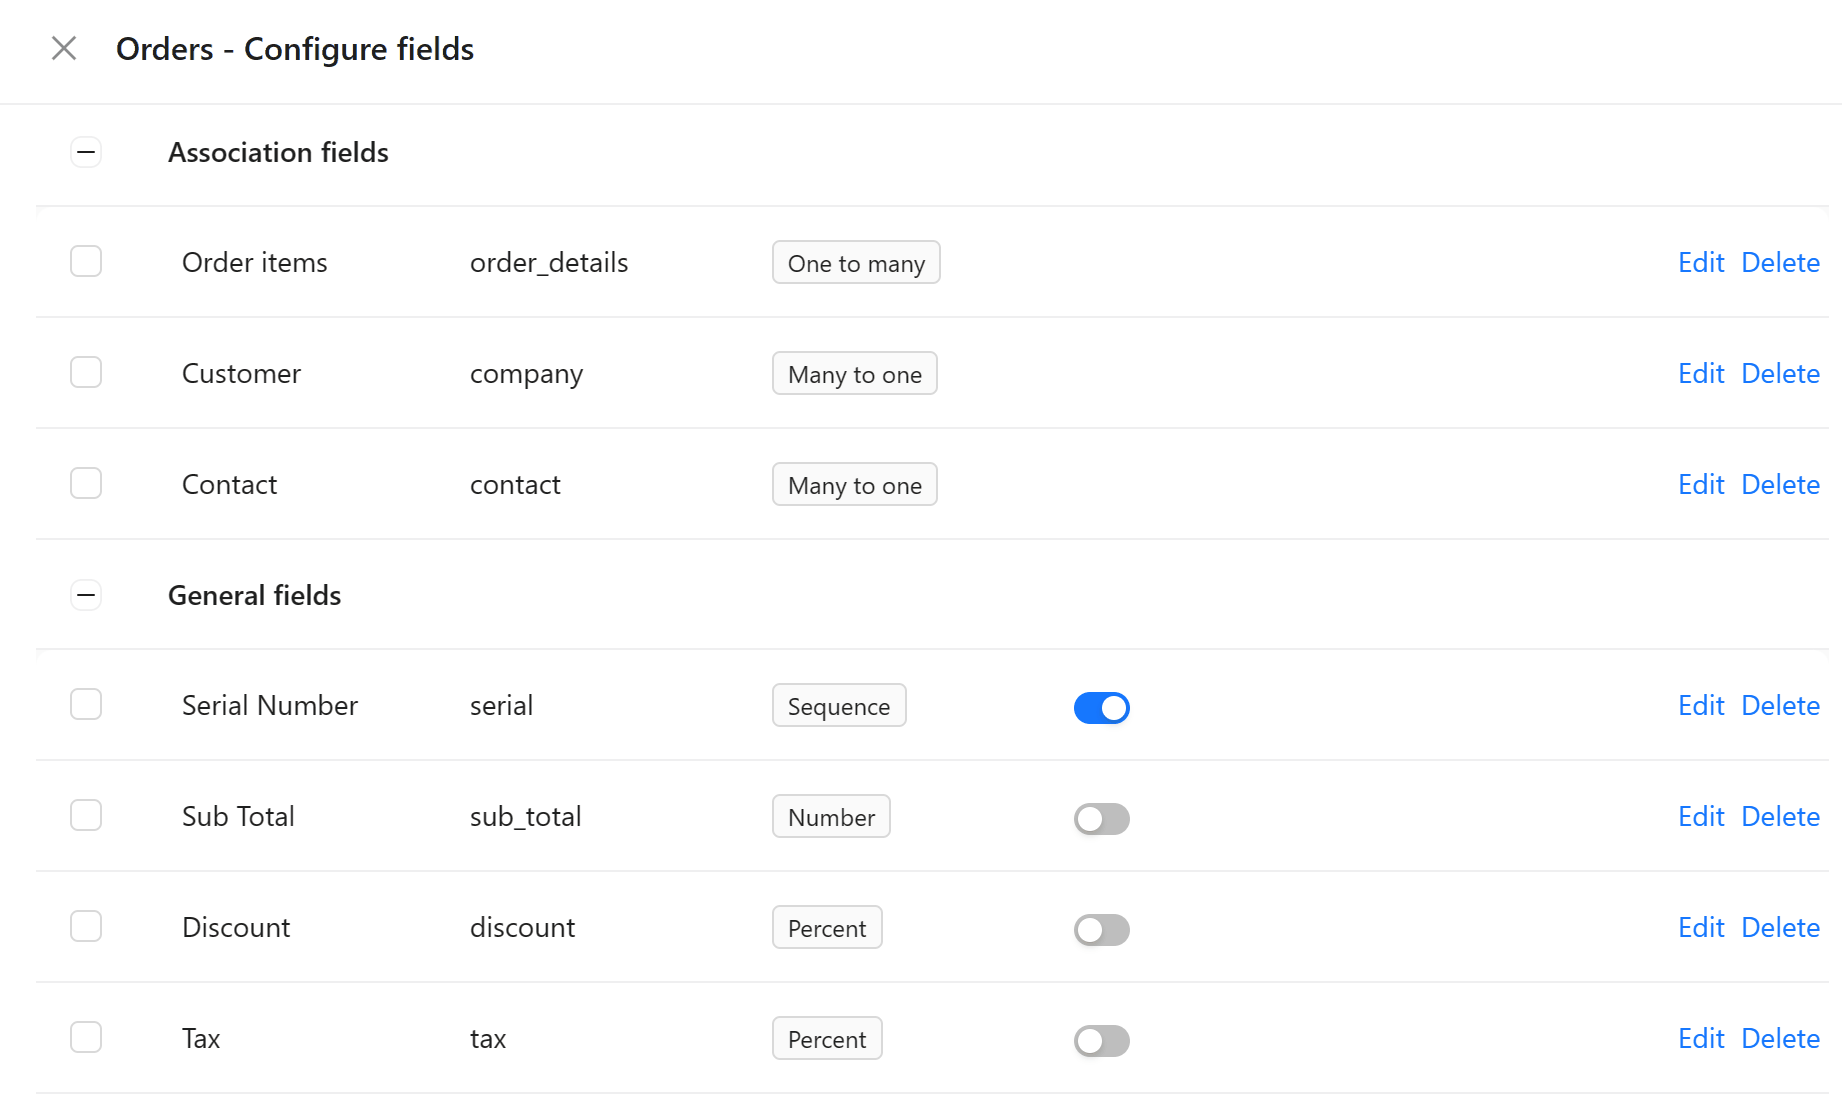 Orders - Configure fields
Association fields
Order items order_details One to many Edit Delete
Customer company Many to one Edit Delete
Contact contact Many to one Edit Delete
General fields
Serial Number serial Sequence Edit Delete
Sub Total sub_total Number Edit Delete
Discount discount Percent Edit Delete
Tax tax Percent Edit Delete